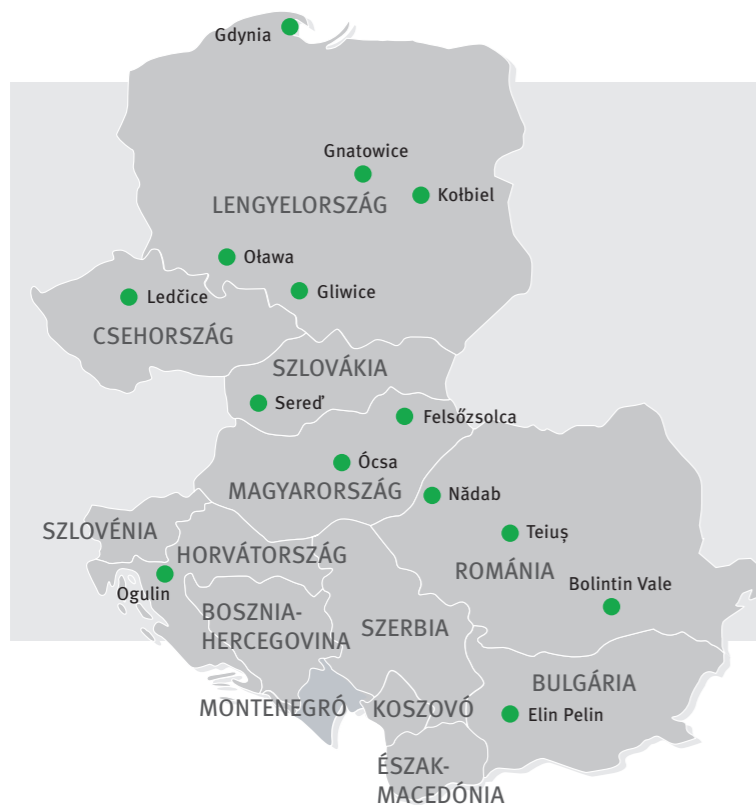 Gdynia
Gnatowice
Kołbiel
LENGYELORSZÁG
Oława
Gliwice
Ledčice
CSEHORSZÁG
SZLOVÁKIA
Sereď
Felsőzsolca
Ócsa
MAGYARORSZÁG
Nădab
SZLOVÉNIA
Teiuș
HORVÁTORSZÁG
ROMÁNIA
Ogulin
Bolintin Vale
BOSZNIA-
HERCEGOVINA
SZERBIA
BULGÁRIA
MONTENEGRÓ
KOSZOVÓ
Elin Pelin
ÉSZAK-
MACEDÓNIA